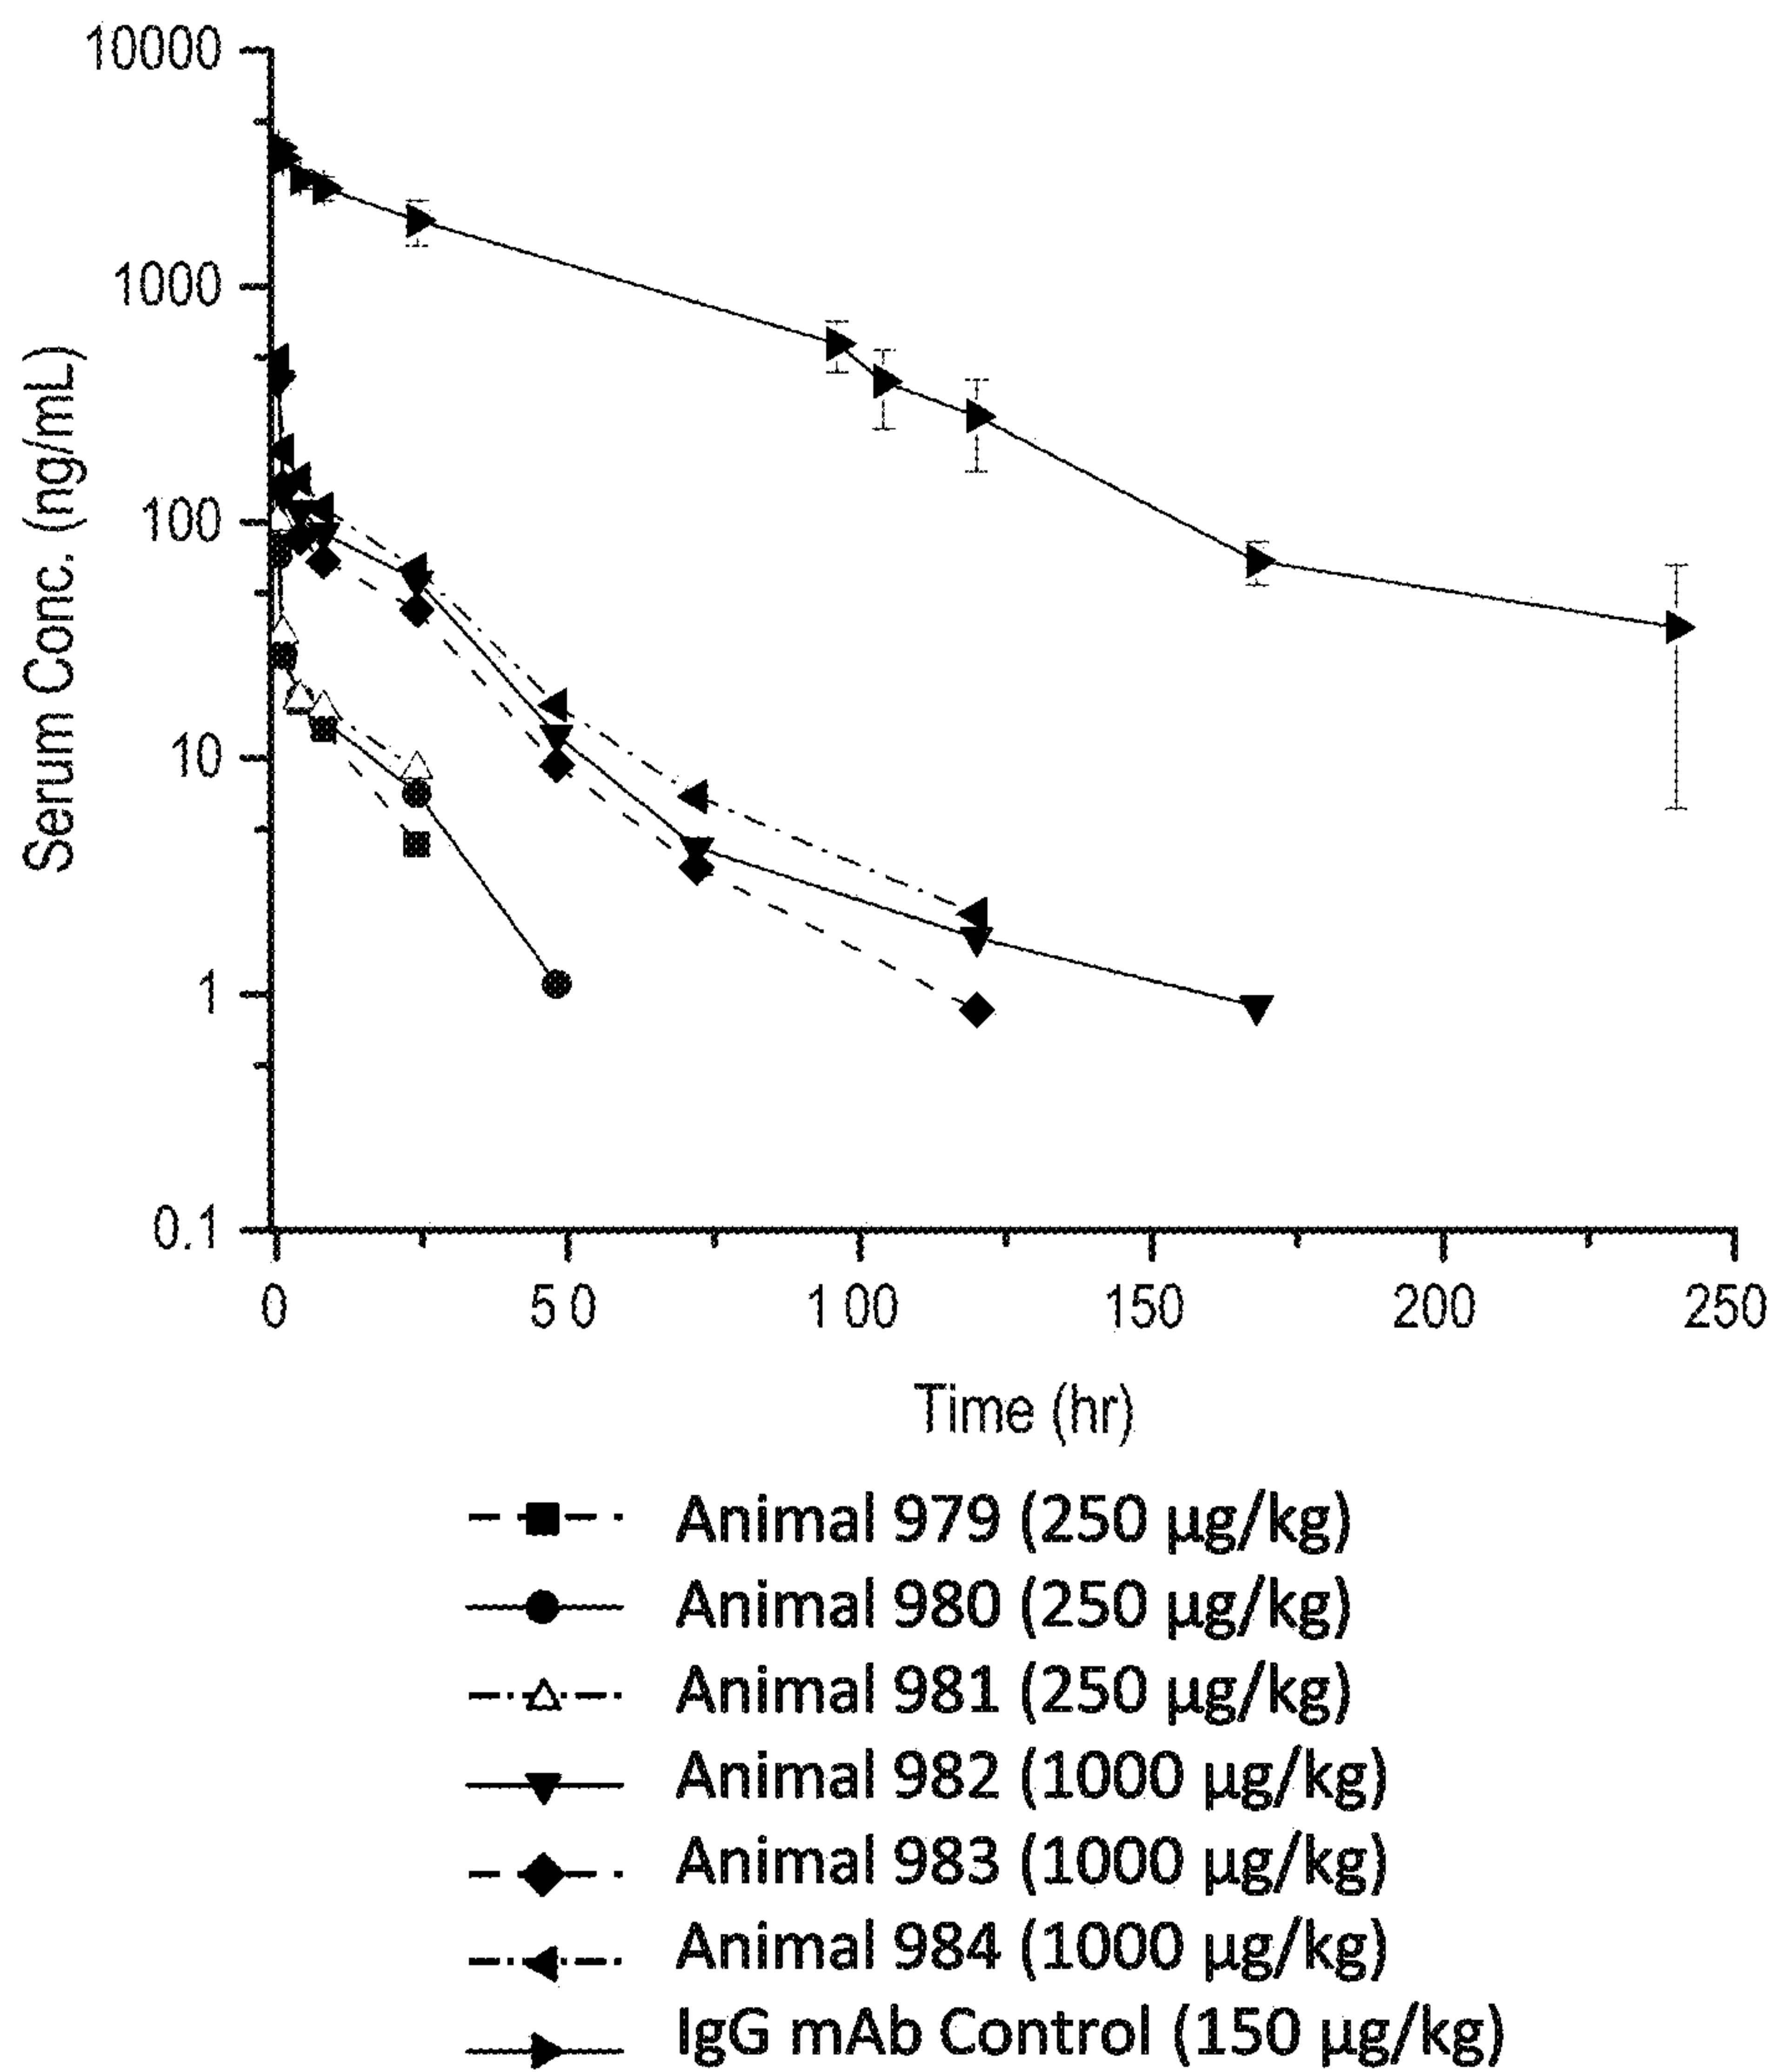 10000
1000
100
10
1
0.1
Serum Conc. (ng/mL)
0 50 100 150 200 250
Time (hr)
Animal 979 (250 µg/kg)
Animal 980 (250 µg/kg)
Animal 981 (250 µg/kg)
Animal 982 (1000 µg/kg)
Animal 983 (1000 µg/kg)
Animal 984 (1000 µg/kg)
IgG mAb Control (150 µg/kg)